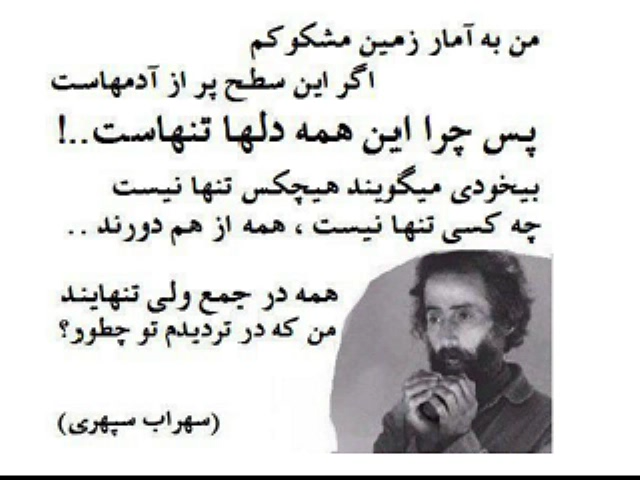 من به آمار زمین مشکوکم
اگر این سطح پر از آدمهاست
پس چرا این همه دلها تنهاست..!
بیخودی میگویند هیچکس تنها نیست
چه کسی تنها نیست ، همه از هم دورند ..
همه در جمع ولی تنهایند
من که در تردیدم تو چطور؟
(سهراب سپهری)